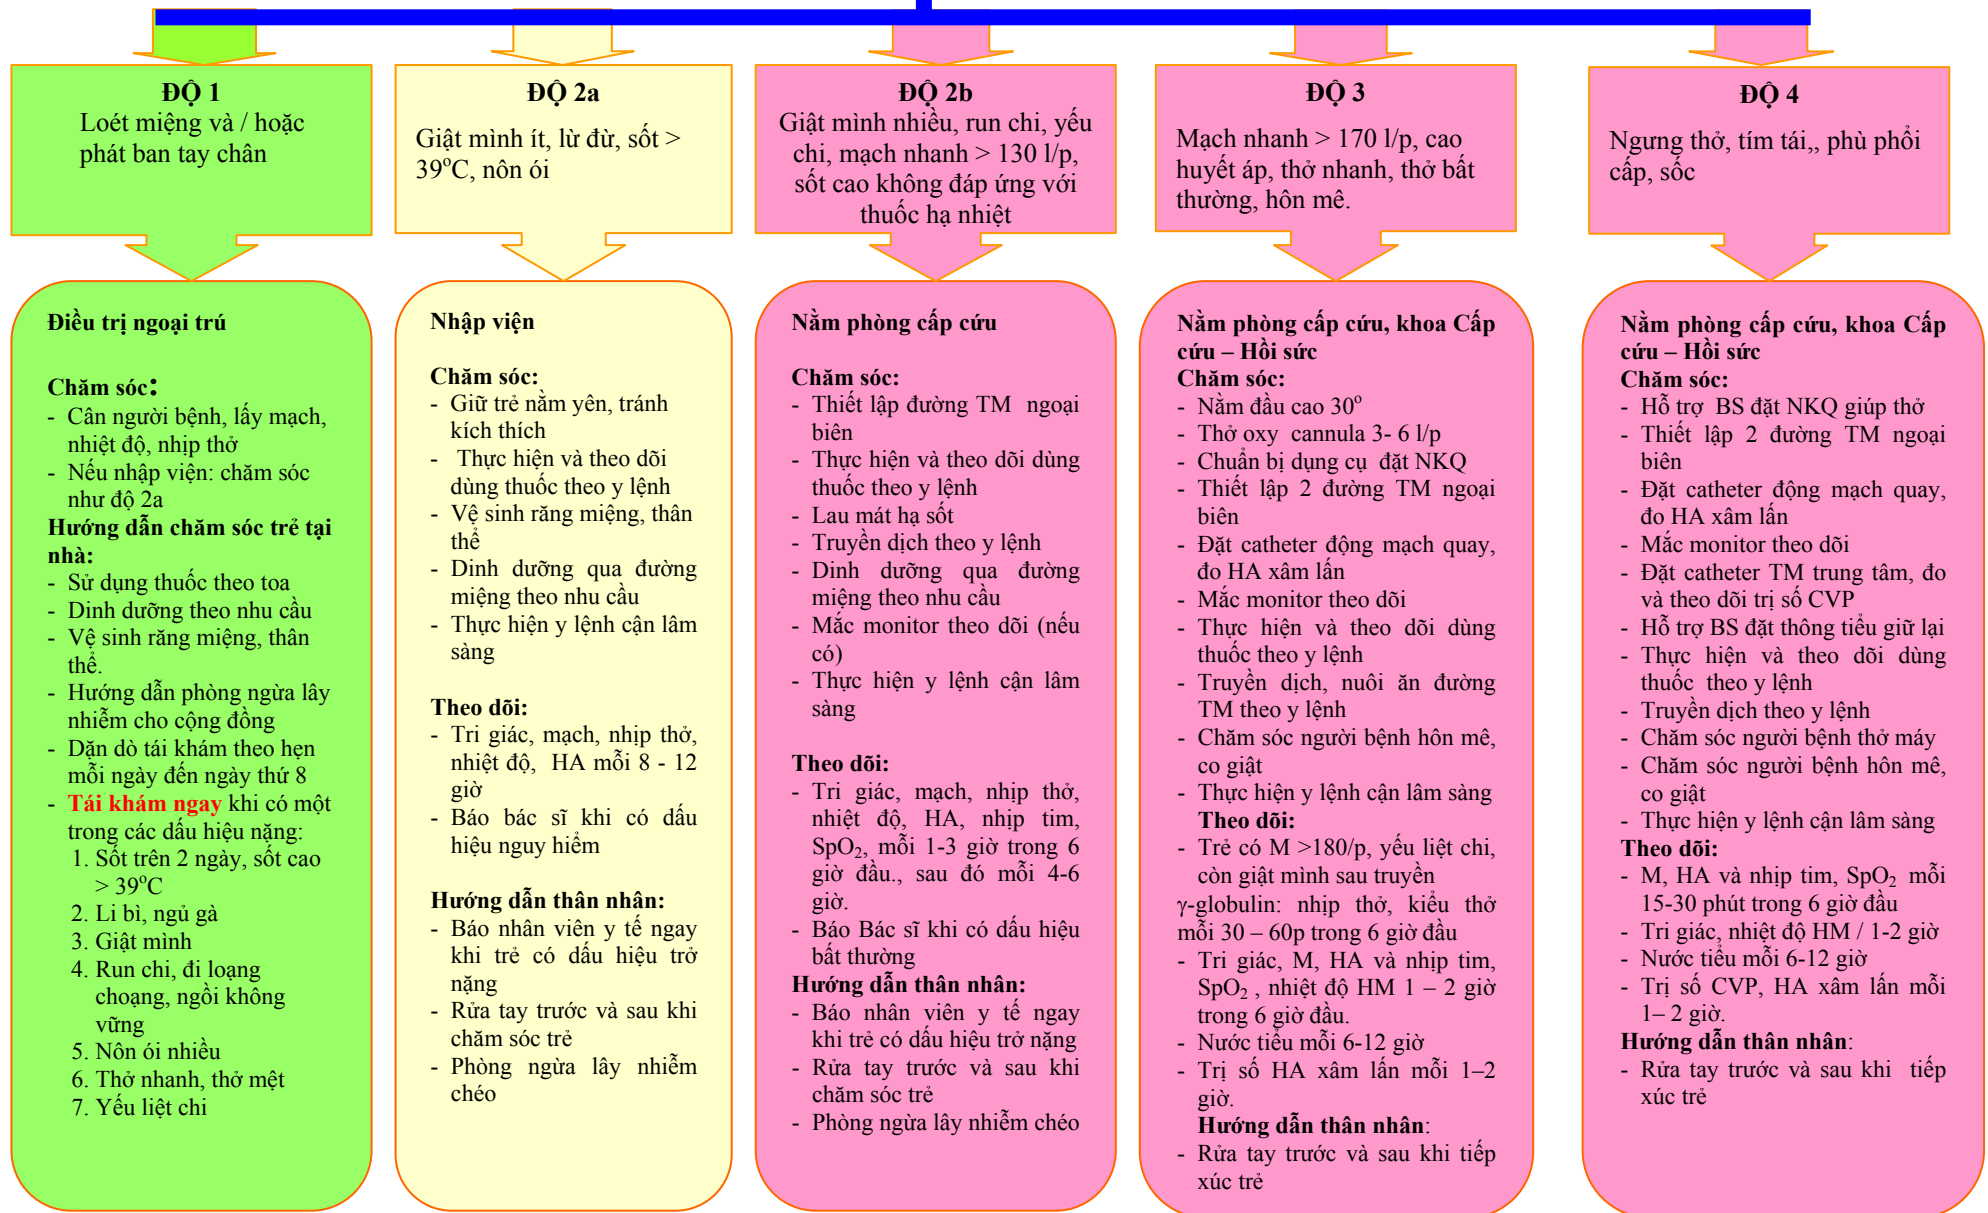 ĐỘ 1
Loét miệng và / hoặc
phát ban tay chân
ĐỘ 2a
Giật mình ít, lừ đừ, sốt >
39°C, nôn ói
ĐỘ 2b
Giật mình nhiều, run chi, yếu
chi, mạch nhanh > 130 l/p,
sốt cao không đáp ứng với
thuốc hạ nhiệt
ĐỘ 3
Mạch nhanh > 170 l/p, cao
huyết áp, thở nhanh, thở bất
thường, hôn mê.
ĐỘ 4
Ngưng thở, tím tái,, phù phổi
cấp, sốc
Điều trị ngoại trú
Chăm sóc:
- Cân người bệnh, lấy mạch,
nhiệt độ, nhịp thở
- Nếu nhập viện: chăm sóc
như độ 2a
Hướng dẫn chăm sóc trẻ tại
nhà:
- Sử dụng thuốc theo toa
- Dinh dưỡng theo nhu cầu
- Vệ sinh răng miệng, thân
thể.
- Hướng dẫn phòng ngừa lây
nhiễm cho cộng đồng
- Dặn dò tái khám theo hẹn
mỗi ngày đến ngày thứ 8
- Tái khám ngay khi có một
trong các dấu hiệu nặng:
1. Sốt trên 2 ngày, sốt cao
> 39°C
2. Li bì, ngủ gà
3. Giật mình
4. Run chi, đi loạng
choạng, ngồi không
vững
5. Nôn ói nhiều
6. Thở nhanh, thở mệt
7. Yếu liệt chi
Nhập viện
Chăm sóc:
- Giữ trẻ nằm yên, tránh
kích thích
- Thực hiện và theo dõi
dùng thuốc theo y lệnh
- Vệ sinh răng miệng, thân
thể
- Dinh dưỡng qua đường
miệng theo nhu cầu
- Thực hiện y lệnh cận lâm
sàng
Theo dõi:
- Tri giác, mạch, nhịp thở,
nhiệt độ, HA mỗi 8 - 12
giờ
- Báo bác sĩ khi có dấu
hiệu nguy hiểm
Hướng dẫn thân nhân:
- Báo nhân viên y tế ngay
khi trẻ có dấu hiệu trở
nặng
- Rửa tay trước và sau khi
chăm sóc trẻ
- Phòng ngừa lây nhiễm
chéo
Nằm phòng cấp cứu
Chăm sóc:
- Thiết lập đường TM ngoại
biên
- Thực hiện và theo dõi dùng
thuốc theo y lệnh
- Lau mát hạ sốt
- Truyền dịch theo y lệnh
- Dinh dưỡng qua đường
miệng theo nhu cầu
- Mắc monitor theo dõi (nếu
có)
- Thực hiện y lệnh cận lâm
sàng
Theo dõi:
- Tri giác, mạch, nhịp thở,
nhiệt độ, HA, nhịp tim,
SpO₂, mỗi 1-3 giờ trong 6
giờ đầu., sau đó mỗi 4-6
giờ.
- Báo Bác sĩ khi có dấu hiệu
bất thường
Hướng dẫn thân nhân:
- Báo nhân viên y tế ngay
khi trẻ có dấu hiệu trở nặng
- Rửa tay trước và sau khi
chăm sóc trẻ
- Phòng ngừa lây nhiễm chéo
Nằm phòng cấp cứu, khoa Cấp
cứu – Hồi sức
Chăm sóc:
- Nằm đầu cao 30°
- Thở oxy cannula 3- 6 l/p
- Chuẩn bị dụng cụ đặt NKQ
- Thiết lập 2 đường TM ngoại
biên
- Đặt catheter động mạch quay,
đo HA xâm lấn
- Mắc monitor theo dõi
- Thực hiện và theo dõi dùng
thuốc theo y lệnh
- Truyền dịch, nuôi ăn đường
TM theo y lệnh
- Chăm sóc người bệnh hôn mê,
co giật
- Thực hiện y lệnh cận lâm sàng
Theo dõi:
- Trẻ có M >180/p, yếu liệt chi,
còn giật mình sau truyền
γ-globulin: nhịp thở, kiểu thở
mỗi 30 – 60p trong 6 giờ đầu
- Tri giác, M, HA và nhịp tim,
SpO₂ , nhiệt độ HM 1 – 2 giờ
trong 6 giờ đầu.
- Nước tiểu mỗi 6-12 giờ
- Trị số HA xâm lấn mỗi 1–2
giờ.
Hướng dẫn thân nhân:
- Rửa tay trước và sau khi tiếp
xúc trẻ
Nằm phòng cấp cứu, khoa Cấp
cứu – Hồi sức
Chăm sóc:
- Hỗ trợ BS đặt NKQ giúp thở
- Thiết lập 2 đường TM ngoại
biên
- Đặt catheter động mạch quay,
đo HA xâm lấn
- Mắc monitor theo dõi
- Đặt catheter TM trung tâm, đo
và theo dõi trị số CVP
- Hỗ trợ BS đặt thông tiểu giữ lại
- Thực hiện và theo dõi dùng
thuốc theo y lệnh
- Truyền dịch theo y lệnh
- Chăm sóc người bệnh thở máy
- Chăm sóc người bệnh hôn mê,
co giật
- Thực hiện y lệnh cận lâm sàng
Theo dõi:
- M, HA và nhịp tim, SpO₂ mỗi
15-30 phút trong 6 giờ đầu
- Tri giác, nhiệt độ HM / 1-2 giờ
- Nước tiểu mỗi 6-12 giờ
- Trị số CVP, HA xâm lấn mỗi
1– 2 giờ.
Hướng dẫn thân nhân:
- Rửa tay trước và sau khi tiếp
xúc trẻ